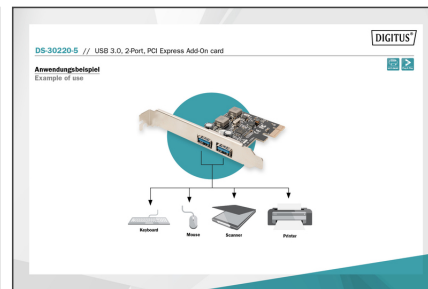 DIGITUS®
DS-30220-5 // USB 3.0, 2-Port, PCI Express Add-On card
Anwendungsbeispiel
Example of use
Keyboard
Mouse
Scanner
Printer